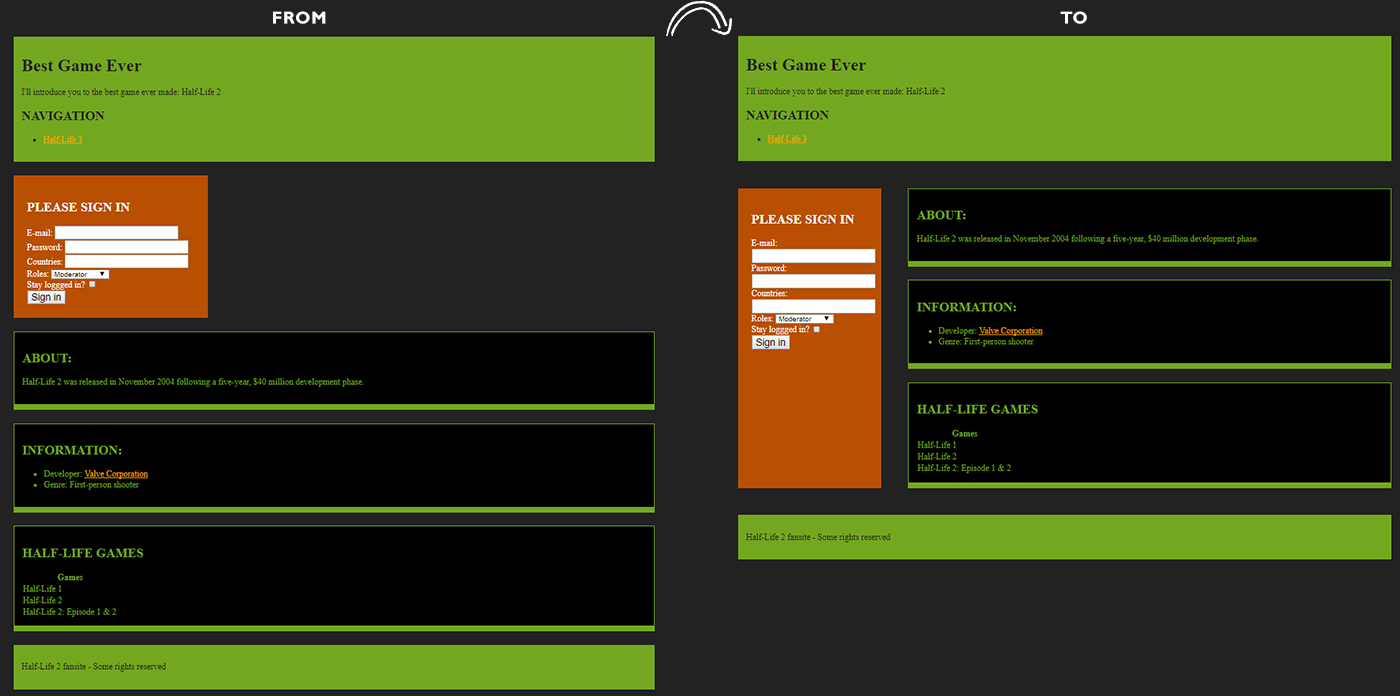 FROM
Best Game Ever
I'll introduce you to the best game ever made: Half-Life 2
NAVIGATION
Half-Life 3
PLEASE SIGN IN
E-mail:
Password:
Countries:
Roles: Moderator
Stay loggged in?
Sign in
ABOUT:
Half-Life 2 was released in November 2004 following a five-year, $40 million development phase.
INFORMATION:
Developer: Valve Corporation
Genre: First-person shooter
HALF-LIFE GAMES
Games
Half-Life 1
Half-Life 2
Half-Life 2: Episode 1 & 2
Half-Life 2 fansite - Some rights reserved
TO
Best Game Ever
I'll introduce you to the best game ever made: Half-Life 2
NAVIGATION
Half-Life 3
PLEASE SIGN IN
E-mail:
Password:
Countries:
Roles: Moderator
Stay loggged in?
Sign in
ABOUT:
Half-Life 2 was released in November 2004 following a five-year, $40 million development phase.
INFORMATION:
Developer: Valve Corporation
Genre: First-person shooter
HALF-LIFE GAMES
Games
Half-Life 1
Half-Life 2
Half-Life 2: Episode 1 & 2
Half-Life 2 fansite - Some rights reserved